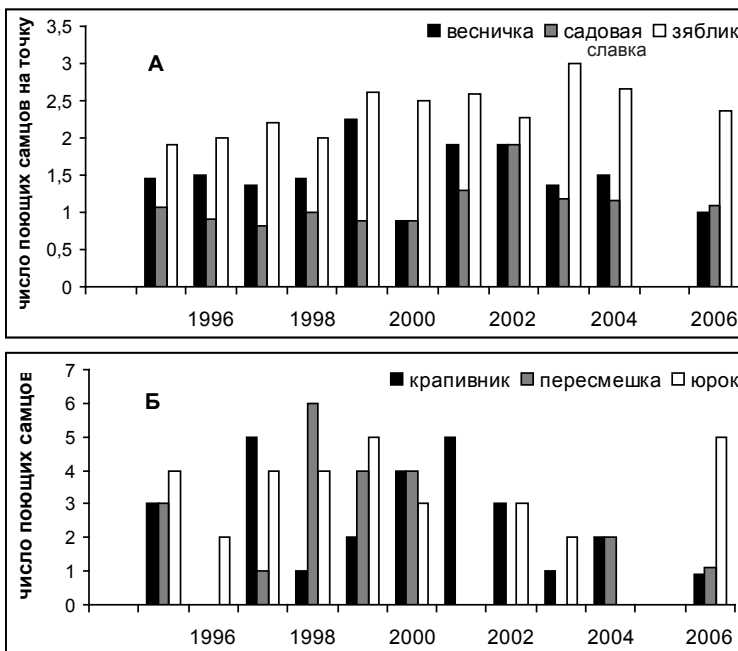 число поющих самцов на точку
3,5
3
2,5
2
1,5
1
0,5
0
А
весничка садовая зяблик
славка
1996 1998 2000 2002 2004 2006
число поющих самцов
7
6
5
4
3
2
1
0
Б
крапивник пересмешка юрок
1996 1998 2000 2002 2004 2006